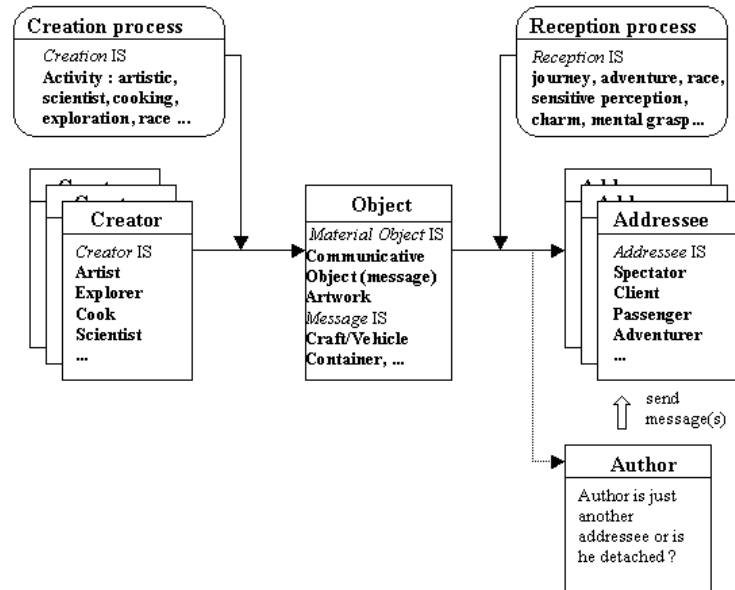 Creation process
Creation IS
Activity : artistic,
scientist, cooking,
exploration, race ...
Reception process
Reception IS
journey, adventure, race,
sensitive perception,
charm, mental grasp...
Creator
Creator IS
Artist
Explorer
Cook
Scientist
...
Object
Material Object IS
Communicative
Object (message)
Artwork
Message IS
Craft/Vehicle
Container, ...
Addressee
Addressee IS
Spectator
Client
Passenger
Adventurer
...
send
message(s)
Author
Author is just
another
addressee or is
he detached ?